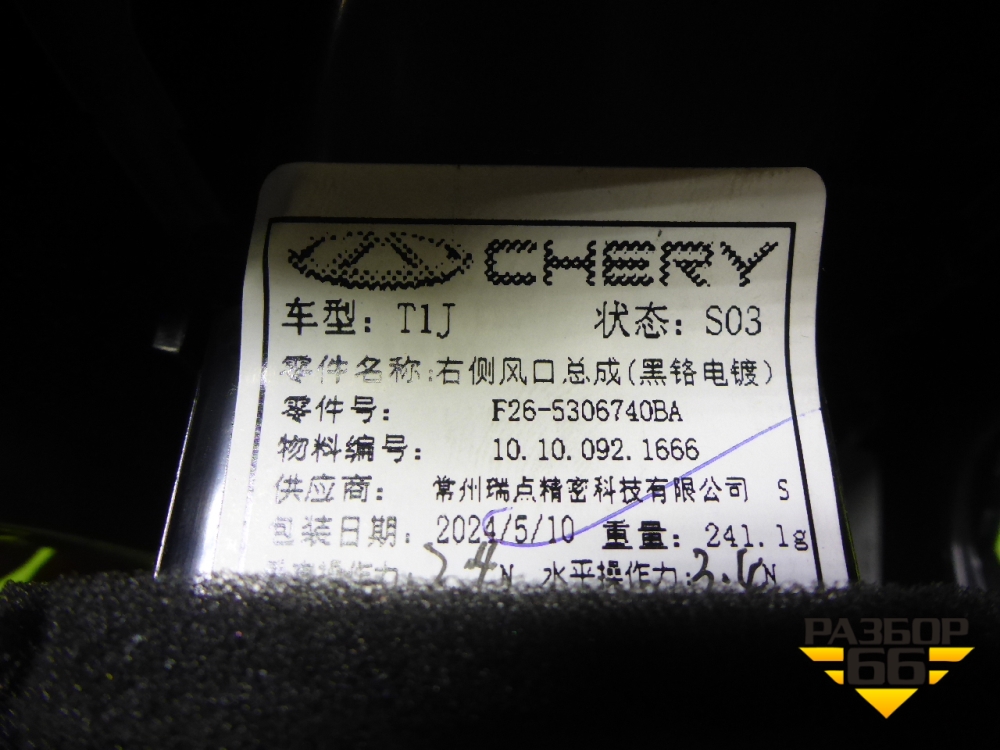 CHERY
车型: T1J 状态: S03
零件名称:右侧风口总成(黑铬电镀)
零件号: F26-5306740BA
物料编号: 10.10.092.1666
供应商: 常州瑞点精密科技有限公司 S
包装日期: 2024/5/10 重量: 241.1g
操作力: N 水平操作力: N
РАЗБОР
66